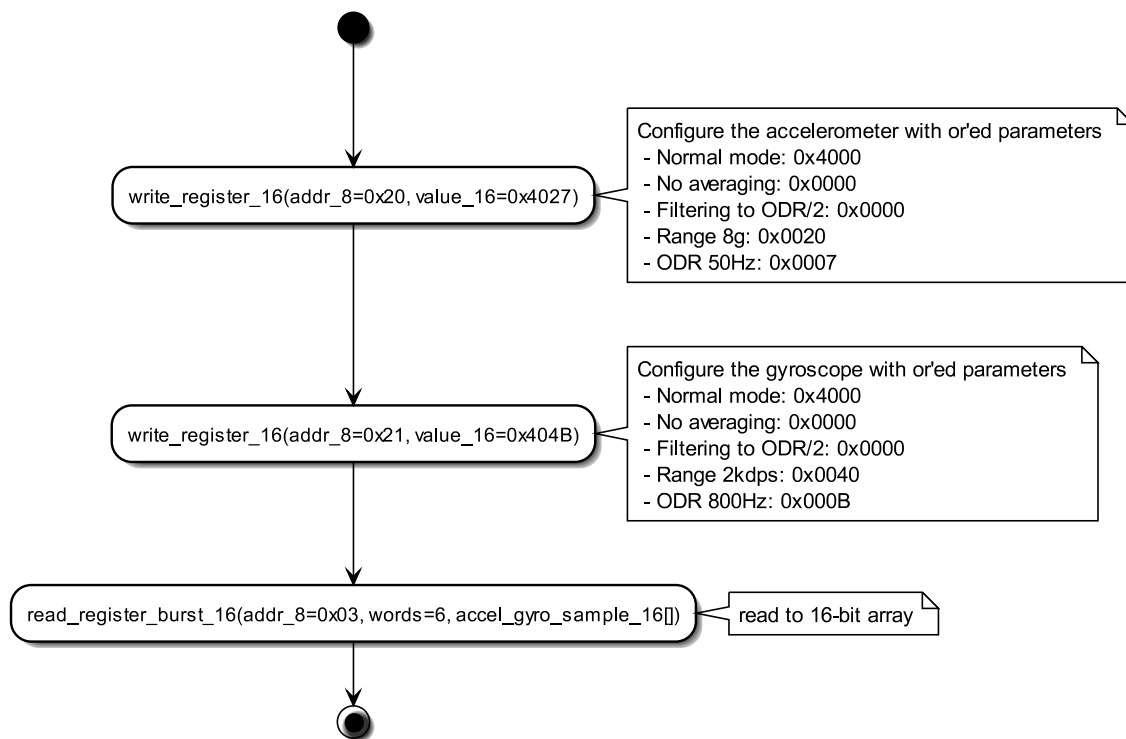 write_register_16(addr_8=0x20, value_16=0x4027)
Configure the accelerometer with or'ed parameters
- Normal mode: 0x4000
- No averaging: 0x0000
- Filtering to ODR/2: 0x0000
- Range 8g: 0x0020
- ODR 50Hz: 0x0007
write_register_16(addr_8=0x21, value_16=0x404B)
Configure the gyroscope with or'ed parameters
- Normal mode: 0x4000
- No averaging: 0x0000
- Filtering to ODR/2: 0x0000
- Range 2kdps: 0x0040
- ODR 800Hz: 0x000B
read_register_burst_16(addr_8=0x03, words=6, accel_gyro_sample_16[])
read to 16-bit array